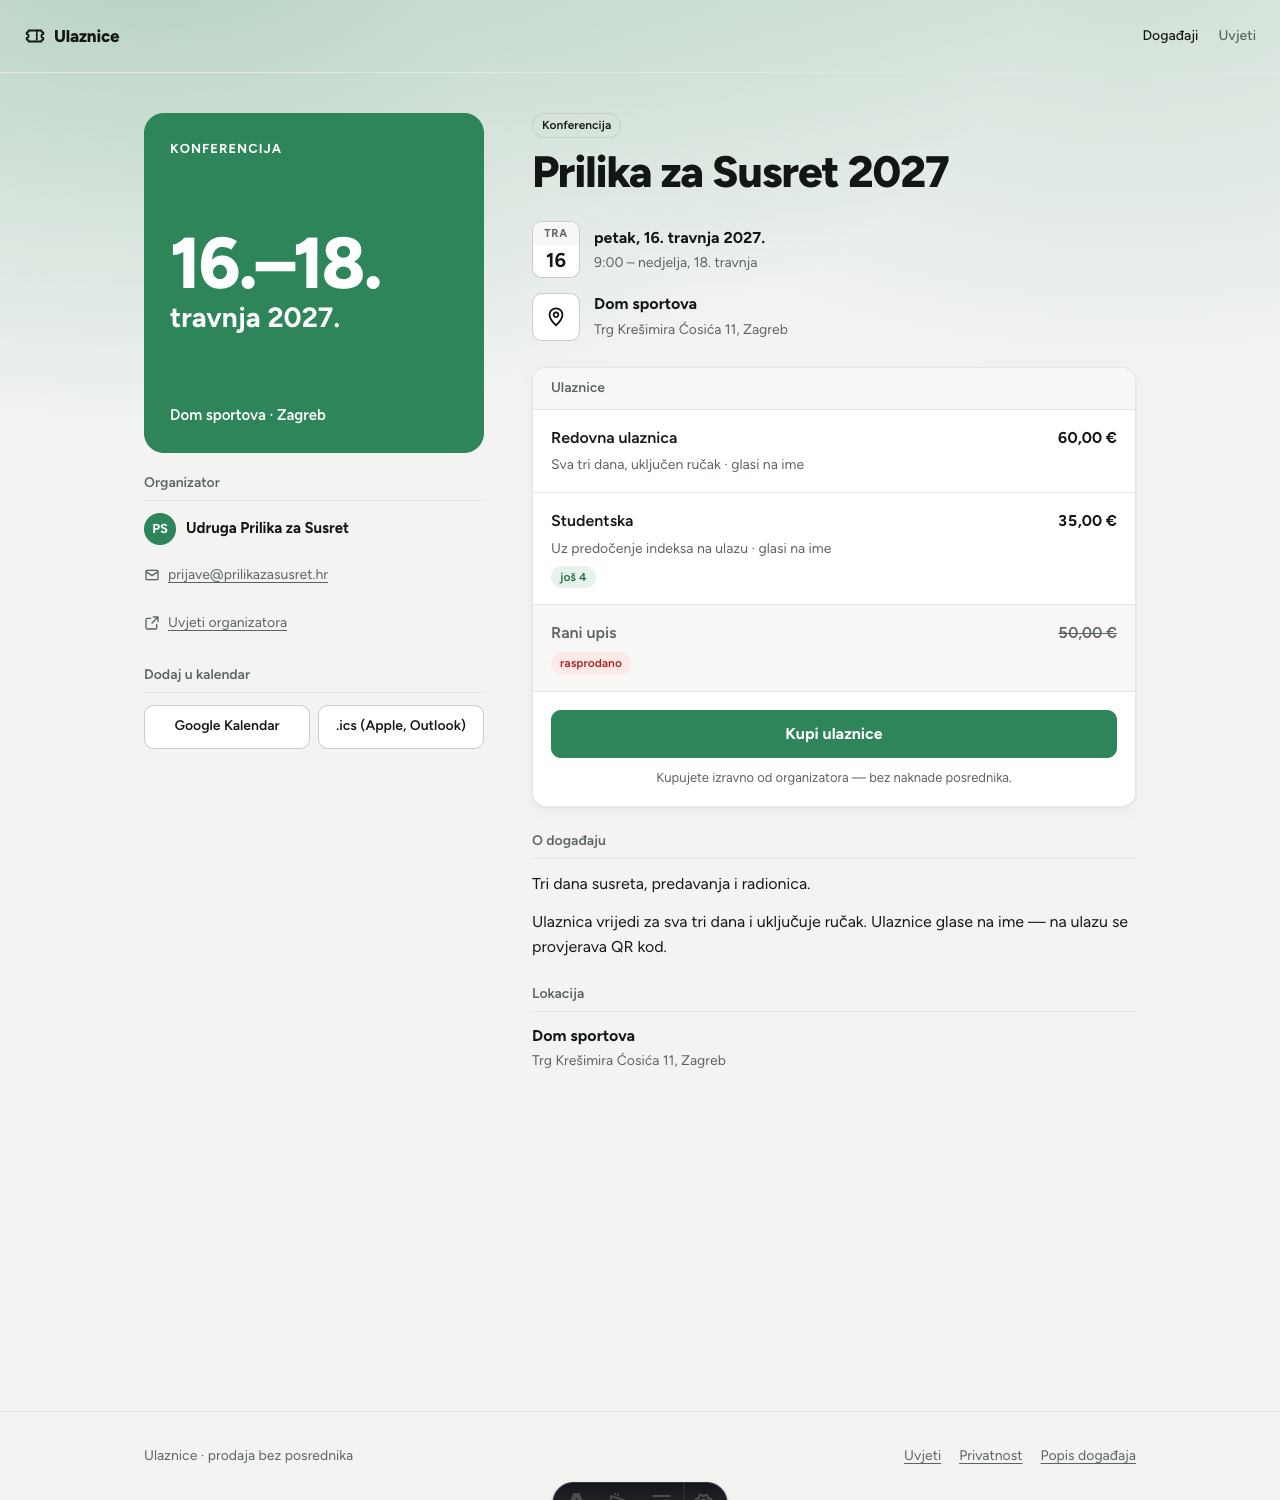 Ulaznice
Događaji
Uvjeti
KONFERENCIJA
16.–18.
travnja 2027.
Dom sportova · Zagreb
Organizator
PS
Udruga Prilika za Susret
prijave@prilikazasusret.hr
Uvjeti organizatora
Dodaj u kalendar
Google Kalendar
.ics (Apple, Outlook)
Konferencija
Prilika za Susret 2027
TRA
16
petak, 16. travnja 2027.
9:00 – nedjelja, 18. travnja
Dom sportova
Trg Krešimira Ćosića 11, Zagreb
Ulaznice
Redovna ulaznica
60,00 €
Sva tri dana, uključen ručak · glasi na ime
Studentska
35,00 €
Uz predočenje indeksa na ulazu · glasi na ime
još 4
Rani upis
50,00 €
rasprodano
Kupi ulaznice
Kupujete izravno od organizatora — bez naknade posrednika.
O događaju
Tri dana susreta, predavanja i radionica.
Ulaznica vrijedi za sva tri dana i uključuje ručak. Ulaznice glase na ime — na ulazu se
provjerava QR kod.
Lokacija
Dom sportova
Trg Krešimira Ćosića 11, Zagreb
Ulaznice · prodaja bez posrednika
Uvjeti
Privatnost
Popis događaja